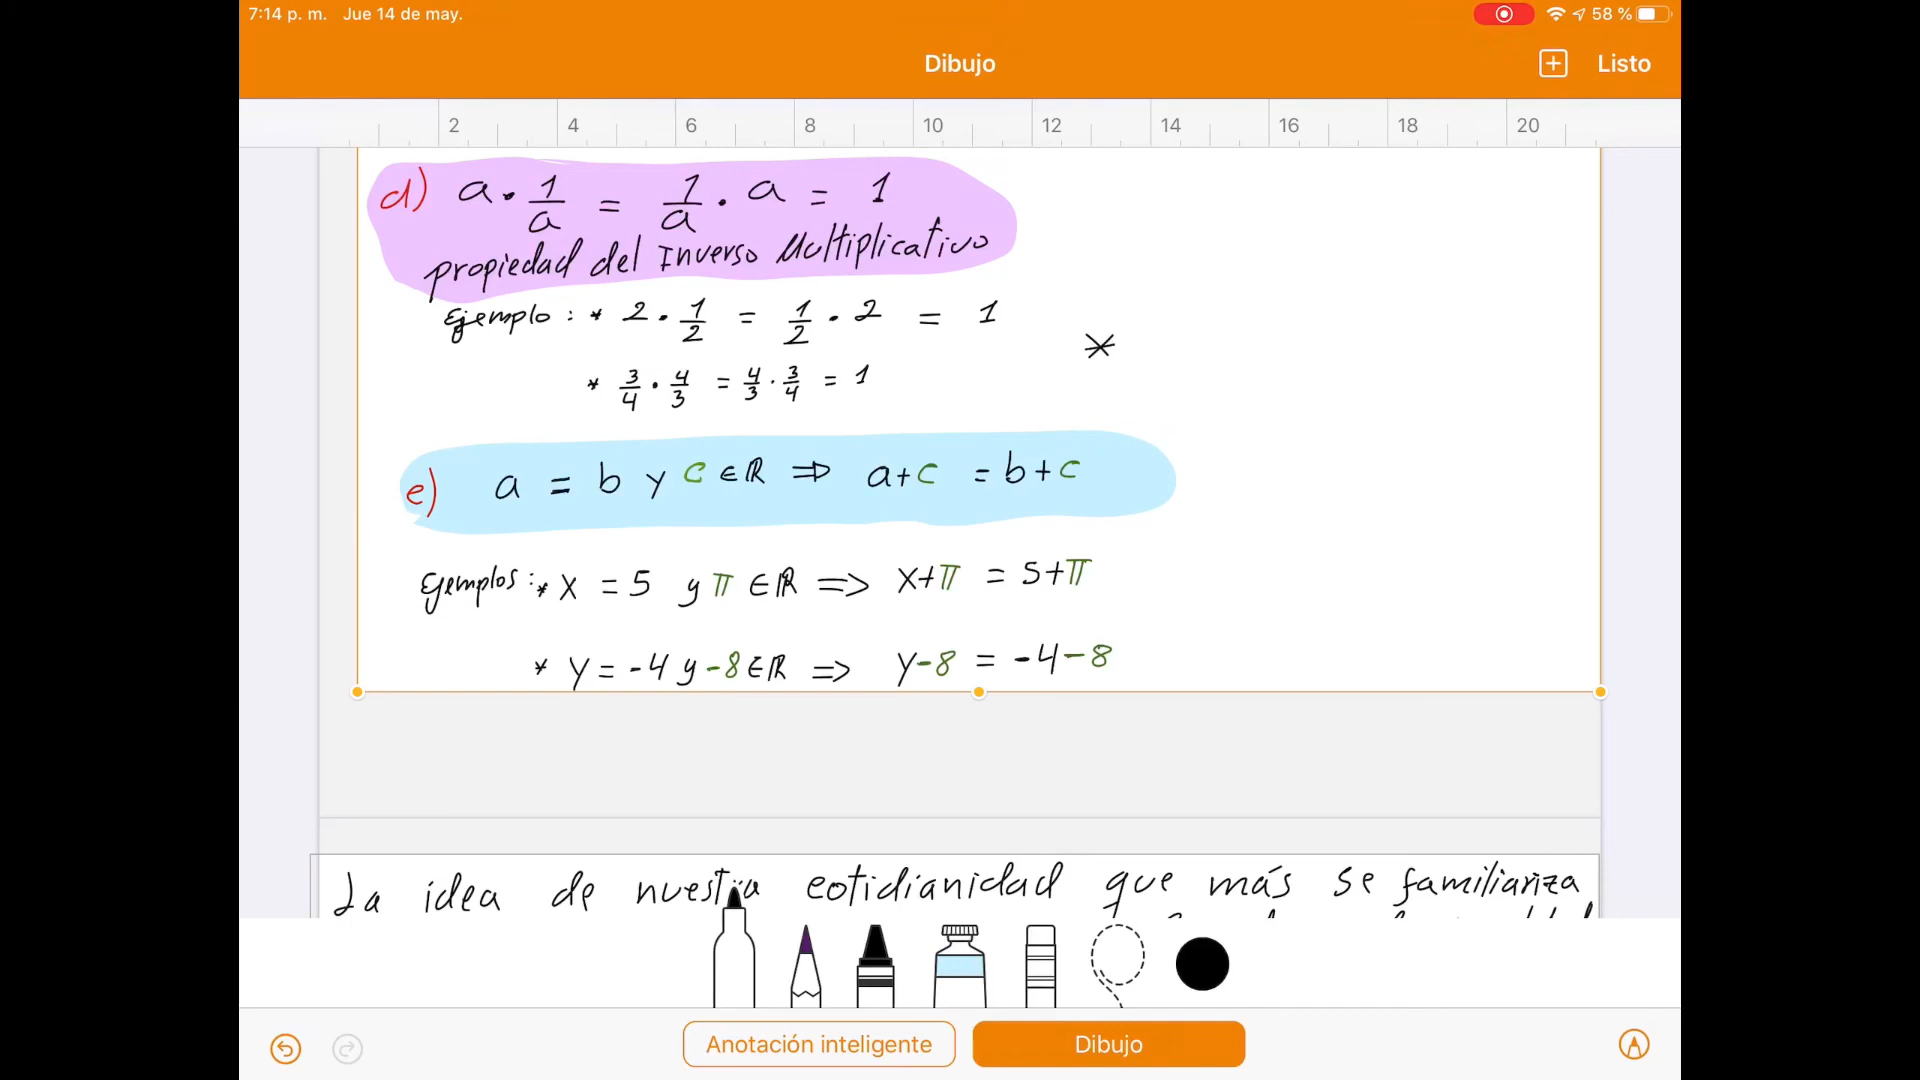 7:14 p. m. Jue 14 de may. 58 %
Dibujo Listo
2 4 6 8 10 12 14 16 18 20
d) a · 1/a = 1/a · a = 1
propiedad del Inverso Multiplicativo
Ejemplo : * 2 · 1/2 = 1/2 · 2 = 1
*
* 3/4 · 4/3 = 4/3 · 3/4 = 1
e) a = b y c ∈ ℝ ⇒ a+c = b+c
Ejemplos : * x = 5 y π ∈ ℝ ⇒ x+π = 5+π
* y = -4 y -8 ∈ ℝ ⇒ y-8 = -4-8
La idea de nuestra cotidianidad que más se familiariza
Anotación inteligente Dibujo